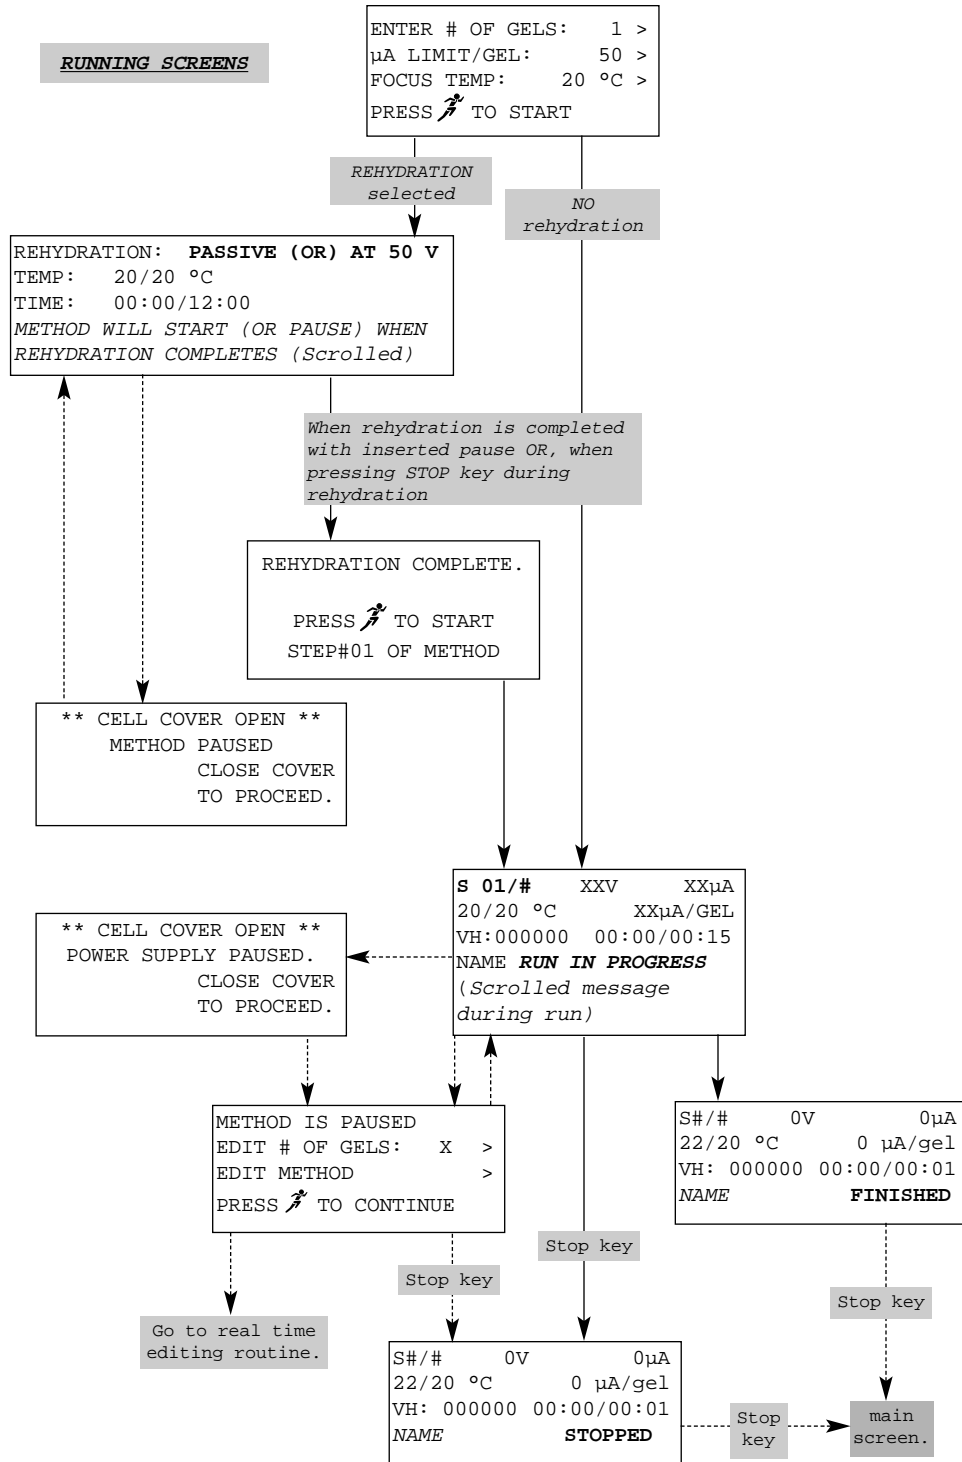 RUNNING SCREENS
ENTER # OF GELS: 1 >
µA LIMIT/GEL: 50 >
FOCUS TEMP: 20 °C >
PRESS TO START
REHYDRATION
selected
NO
rehydration
REHYDRATION: PASSIVE (OR) AT 50 V
TEMP: 20/20 °C
TIME: 00:00/12:00
METHOD WILL START (OR PAUSE) WHEN
REHYDRATION COMPLETES (Scrolled)
When rehydration is completed
with inserted pause OR, when
pressing STOP key during
rehydration
REHYDRATION COMPLETE.
PRESS TO START
STEP#01 OF METHOD
** CELL COVER OPEN **
METHOD PAUSED
CLOSE COVER
TO PROCEED.
S 01/# XXV XXµA
20/20 °C XXµA/GEL
VH:000000 00:00/00:15
NAME RUN IN PROGRESS
(Scrolled message
during run)
** CELL COVER OPEN **
POWER SUPPLY PAUSED.
CLOSE COVER
TO PROCEED.
METHOD IS PAUSED
EDIT # OF GELS: X >
EDIT METHOD >
PRESS TO CONTINUE
S#/# 0V 0µA
22/20 °C 0 µA/gel
VH: 000000 00:00/00:01
NAME FINISHED
Stop key
Stop key
Stop key
Go to real time
editing routine.
S#/# 0V 0µA
22/20 °C 0 µA/gel
VH: 000000 00:00/00:01
NAME STOPPED
Stop
key
main
screen.